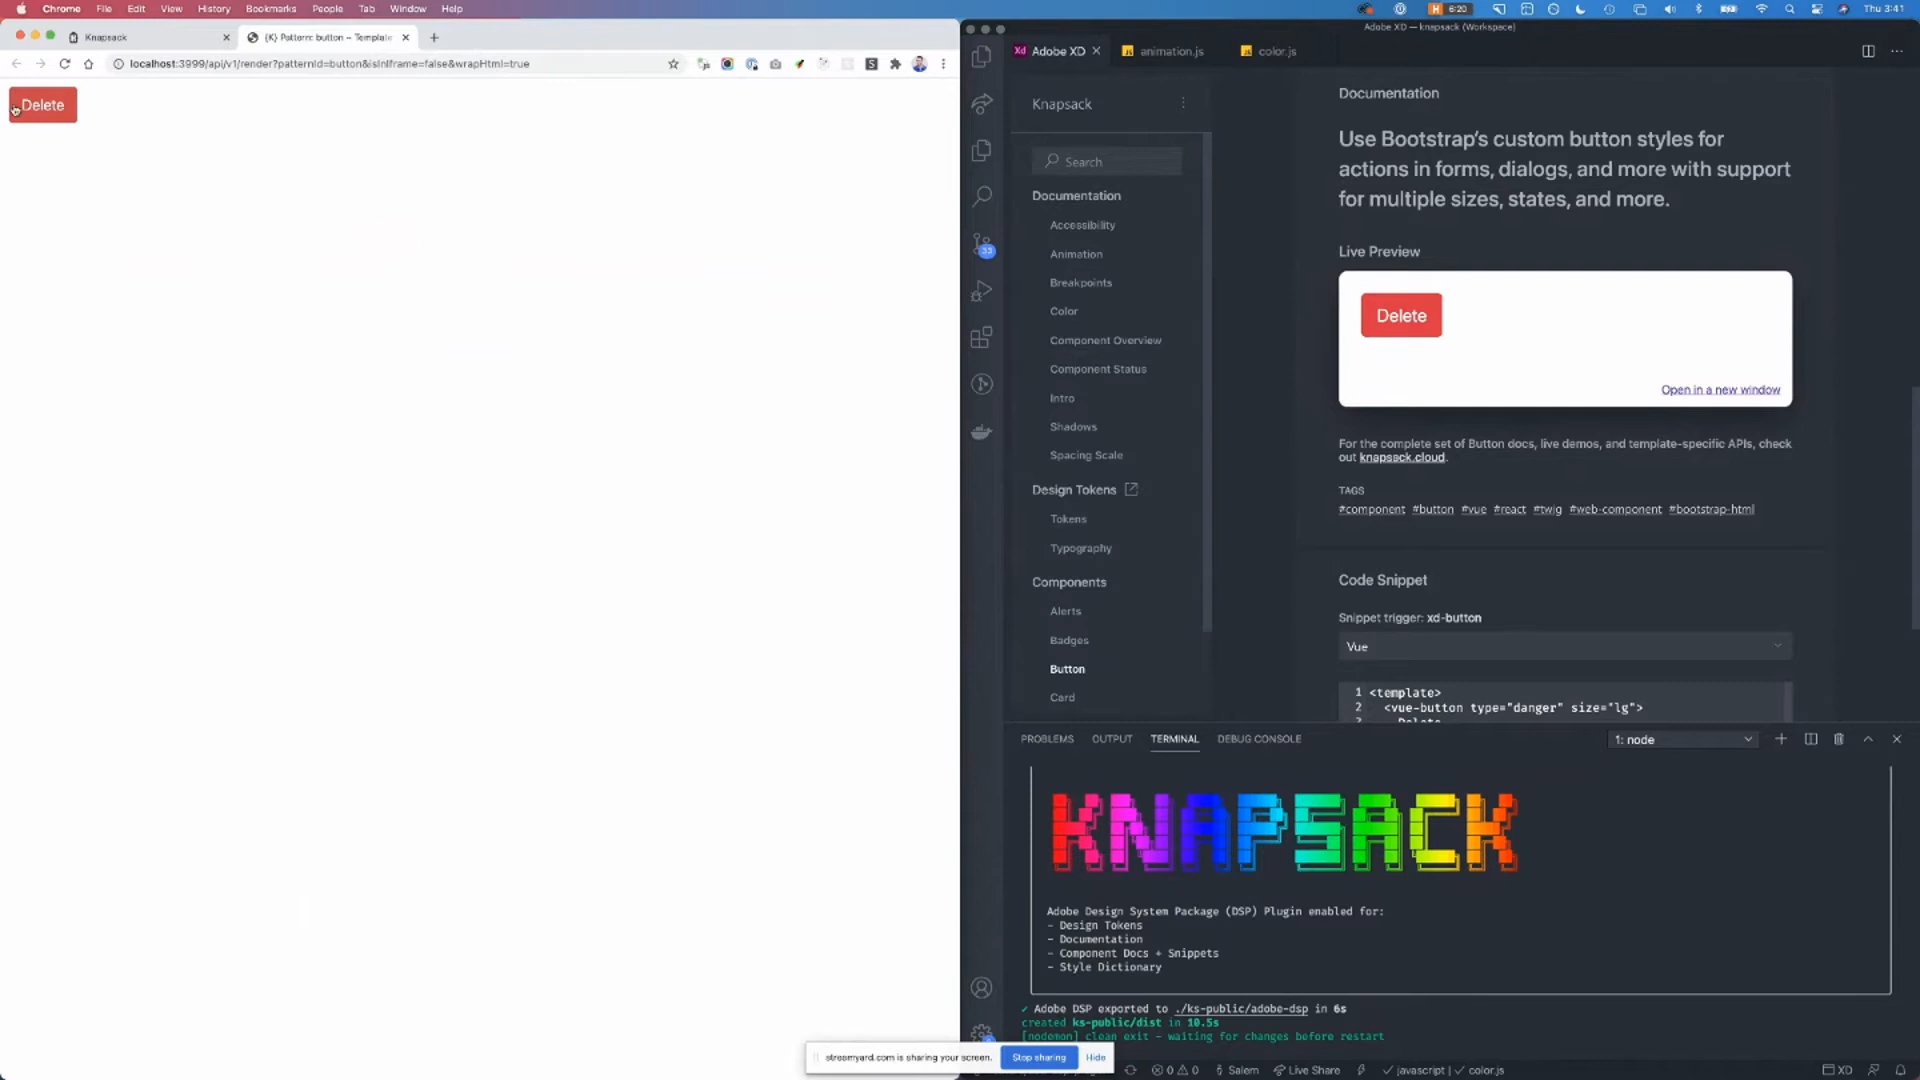 Chrome File Edit View History Bookmarks People Tab Window Help
6:20
Thu 3:41
Knapsack
{K} Pattern: button – Template
localhost:3999/api/v1/render?patternId=button&isInIframe=false&wrapHtml=true
Delete
Adobe XD — knapsack (Workspace)
Xd Adobe XD
JS animation.js
JS color.js
Knapsack
Search
Documentation
Accessibility
Animation
Breakpoints
Color
Component Overview
Component Status
Intro
Shadows
Spacing Scale
Design Tokens
Tokens
Typography
Components
Alerts
Badges
Button
Card
33
Documentation
Use Bootstrap's custom button styles for
actions in forms, dialogs, and more with support
for multiple sizes, states, and more.
Live Preview
Delete
Open in a new window
For the complete set of Button docs, live demos, and template-specific APIs, check
out knapsack.cloud.
TAGS
#component #button #vue #react #twig #web-component #bootstrap-html
Code Snippet
Snippet trigger: xd-button
Vue
1 <template>
2 <vue-button type="danger" size="lg">
PROBLEMS OUTPUT TERMINAL DEBUG CONSOLE
1: node
KNAPSACK
Adobe Design System Package (DSP) Plugin enabled for:
- Design Tokens
- Documentation
- Component Docs + Snippets
- Style Dictionary
✓ Adobe DSP exported to ./ks-public/adobe-dsp in 6s
created ks-public/dist in 10.5s
[nodemon] clean exit - waiting for changes before restart
streamyard.com is sharing your screen. Stop sharing Hide
0 0 Salem Live Share ✓ javascript | ✓ color.js XD